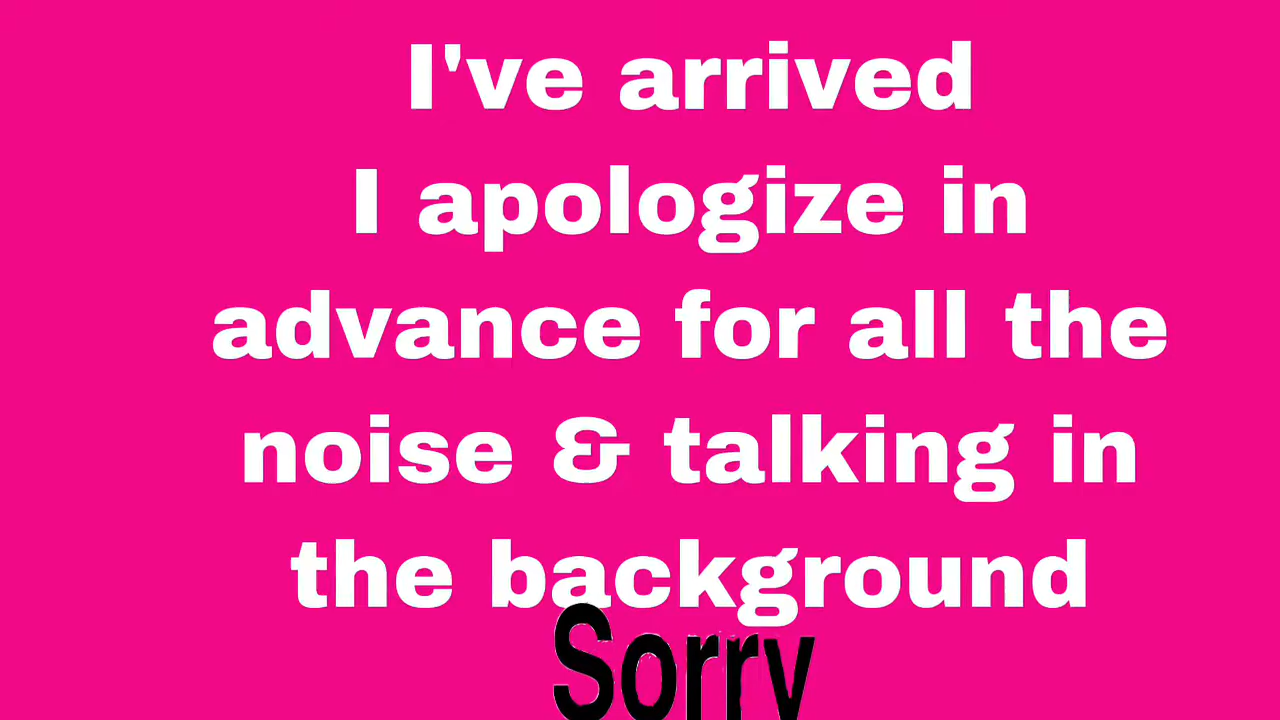 I've arrived
I apologize in
advance for all the
noise & talking in
the background
Sorry